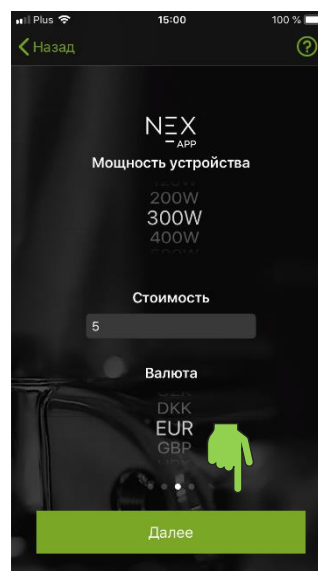 Plus 15:00 100 %
Назад ?
NEX
APP
Мощность устройства
200W
300W
400W
500W
Стоимость
5
Валюта
DKK
EUR
GBP
Далее